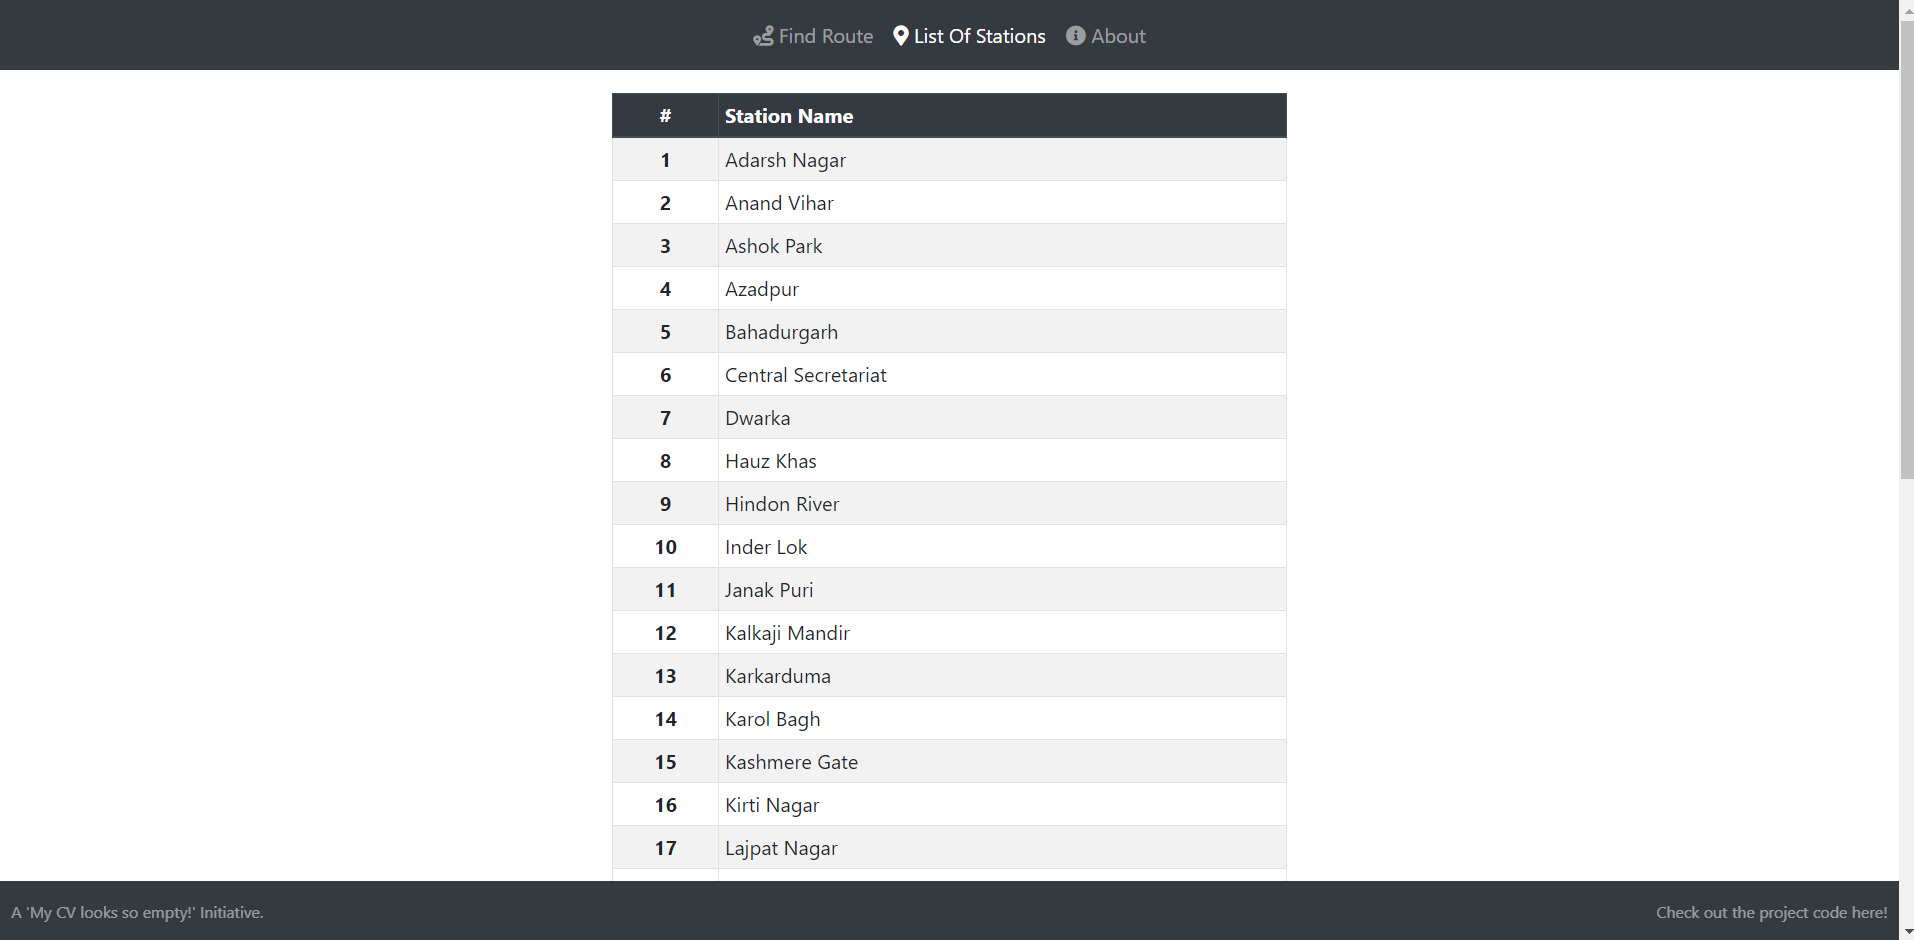 Find Route List Of Stations About
# Station Name
1 Adarsh Nagar
2 Anand Vihar
3 Ashok Park
4 Azadpur
5 Bahadurgarh
6 Central Secretariat
7 Dwarka
8 Hauz Khas
9 Hindon River
10 Inder Lok
11 Janak Puri
12 Kalkaji Mandir
13 Karkarduma
14 Karol Bagh
15 Kashmere Gate
16 Kirti Nagar
17 Lajpat Nagar
A 'My CV looks so empty!' Initiative. Check out the project code here!